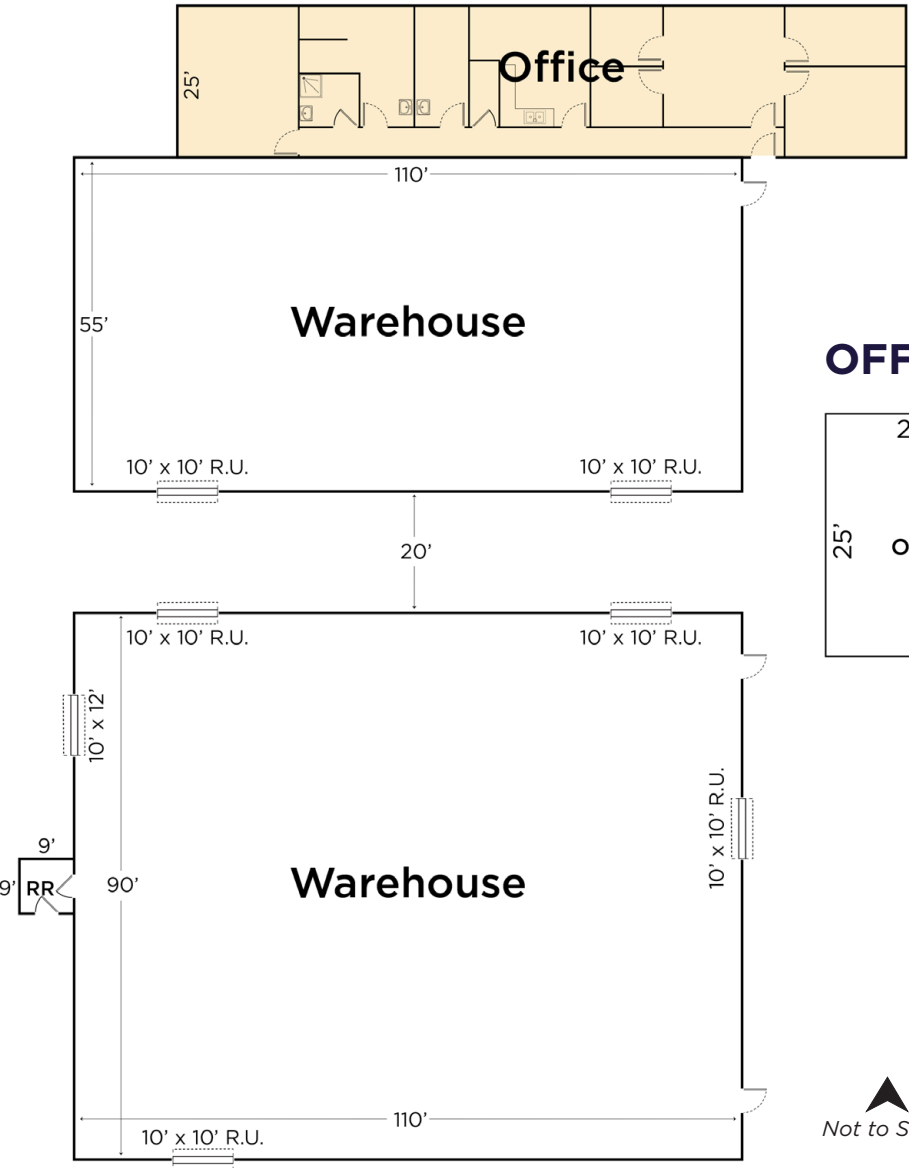 Office
25’
110’
Warehouse
55’
10’ x 10’ R.U.
10’ x 10’ R.U.
25’
20’
10’ x 10’ R.U.
10’ x 10’ R.U.
10’ x 12’
10’ x 10’ R.U.
9’
9’
RR
90’
Warehouse
110’
10’ x 10’ R.U.
Not to